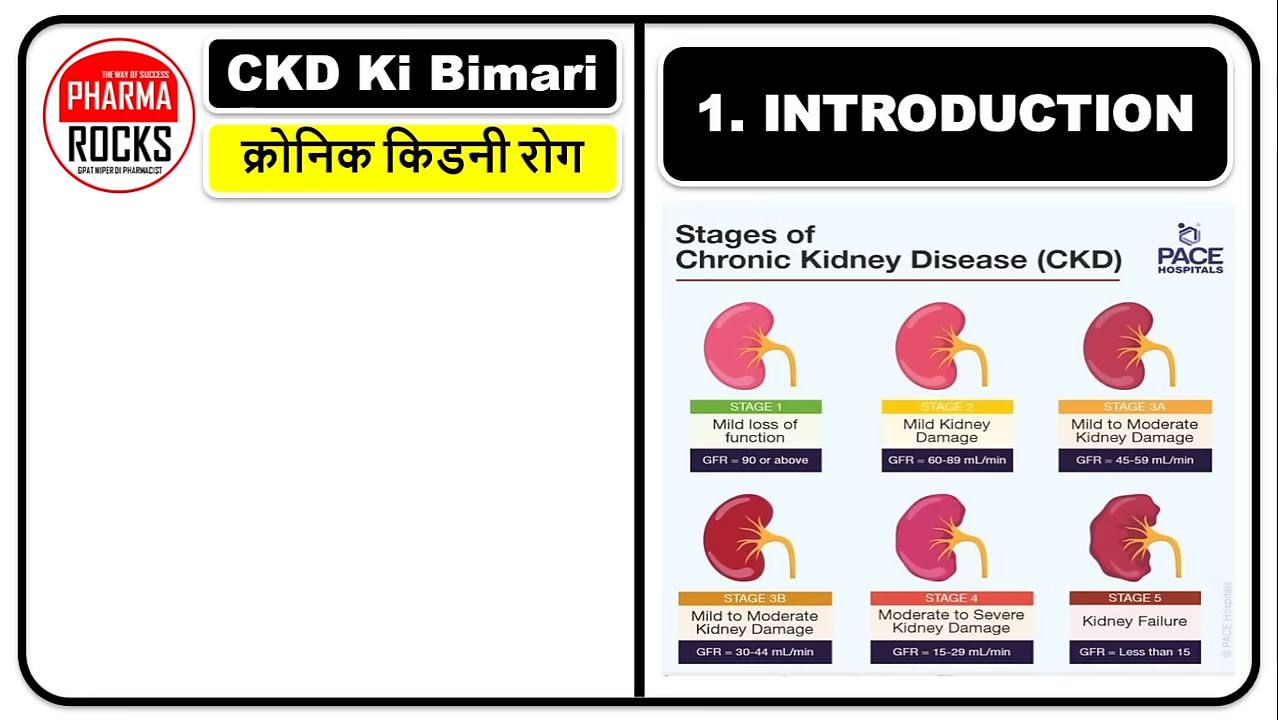 THE WAY OF SUCCESS
PHARMA
ROCKS
GPAT NIPER DI PHARMACIST
CKD Ki Bimari
क्रोनिक किडनी रोग
1. INTRODUCTION
Stages of
Chronic Kidney Disease (CKD)
PACE
HOSPITALS
STAGE 1
Mild loss of
function
GFR = 90 or above
STAGE 2
Mild Kidney
Damage
GFR = 60-89 mL/min
STAGE 3A
Mild to Moderate
Kidney Damage
GFR = 45-59 mL/min
STAGE 3B
Mild to Moderate
Kidney Damage
GFR = 30-44 mL/min
STAGE 4
Moderate to Severe
Kidney Damage
GFR = 15-29 mL/min
STAGE 5
Kidney Failure
GFR = Less than 15
© PACE Hospitals